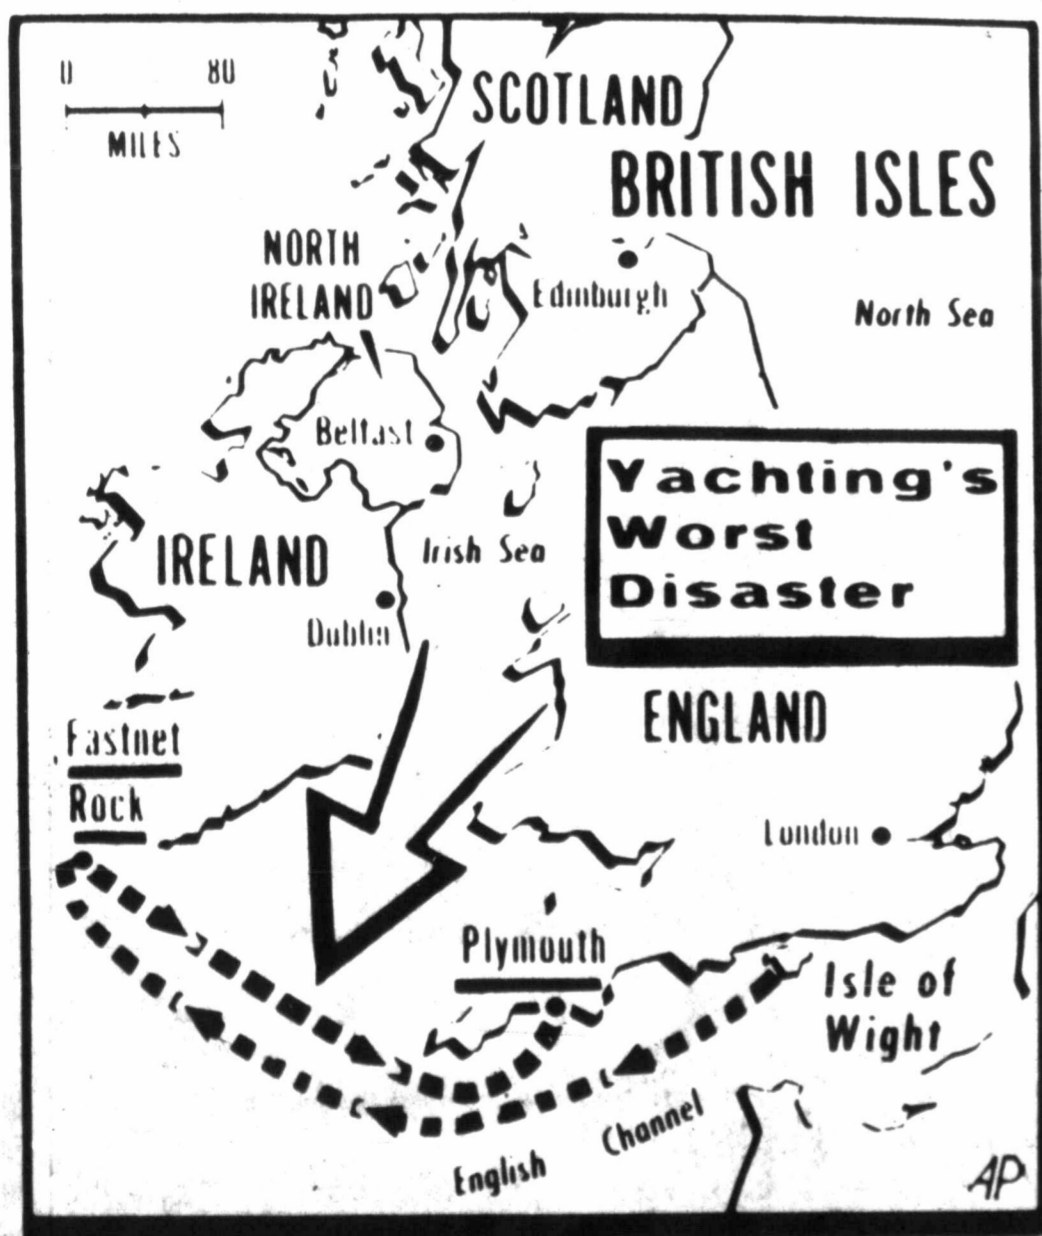 0 80
MILES
SCOTLAND
BRITISH ISLES
NORTH
IRELAND
Edinburgh
North Sea
Belfast
Yachting's
Worst
Disaster
IRELAND
Irish Sea
Dublin
ENGLAND
Fastnet
Rock
London
Plymouth
Isle of
Wight
English Channel
AP